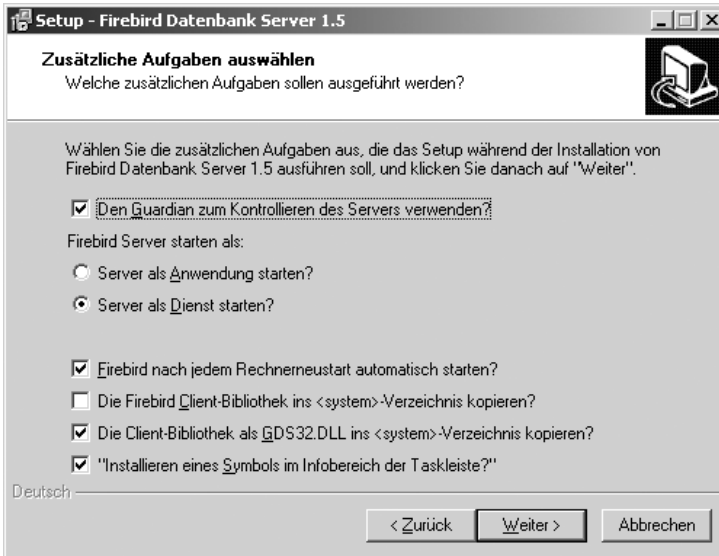 Setup - Firebird Datenbank Server 1.5
Zusätzliche Aufgaben auswählen
Welche zusätzlichen Aufgaben sollen ausgeführt werden?
Wählen Sie die zusätzlichen Aufgaben aus, die das Setup während der Installation von
Firebird Datenbank Server 1.5 ausführen soll, und klicken Sie danach auf "Weiter".
Den Guardian zum Kontrollieren des Servers verwenden?
Firebird Server starten als:
Server als Anwendung starten?
Server als Dienst starten?
Firebird nach jedem Rechnerneustart automatisch starten?
Die Firebird Client-Bibliothek ins <system>-Verzeichnis kopieren?
Die Client-Bibliothek als GDS32.DLL ins <system>-Verzeichnis kopieren?
"Installieren eines Symbols im Infobereich der Taskleiste?"
Deutsch
< Zurück
Weiter >
Abbrechen